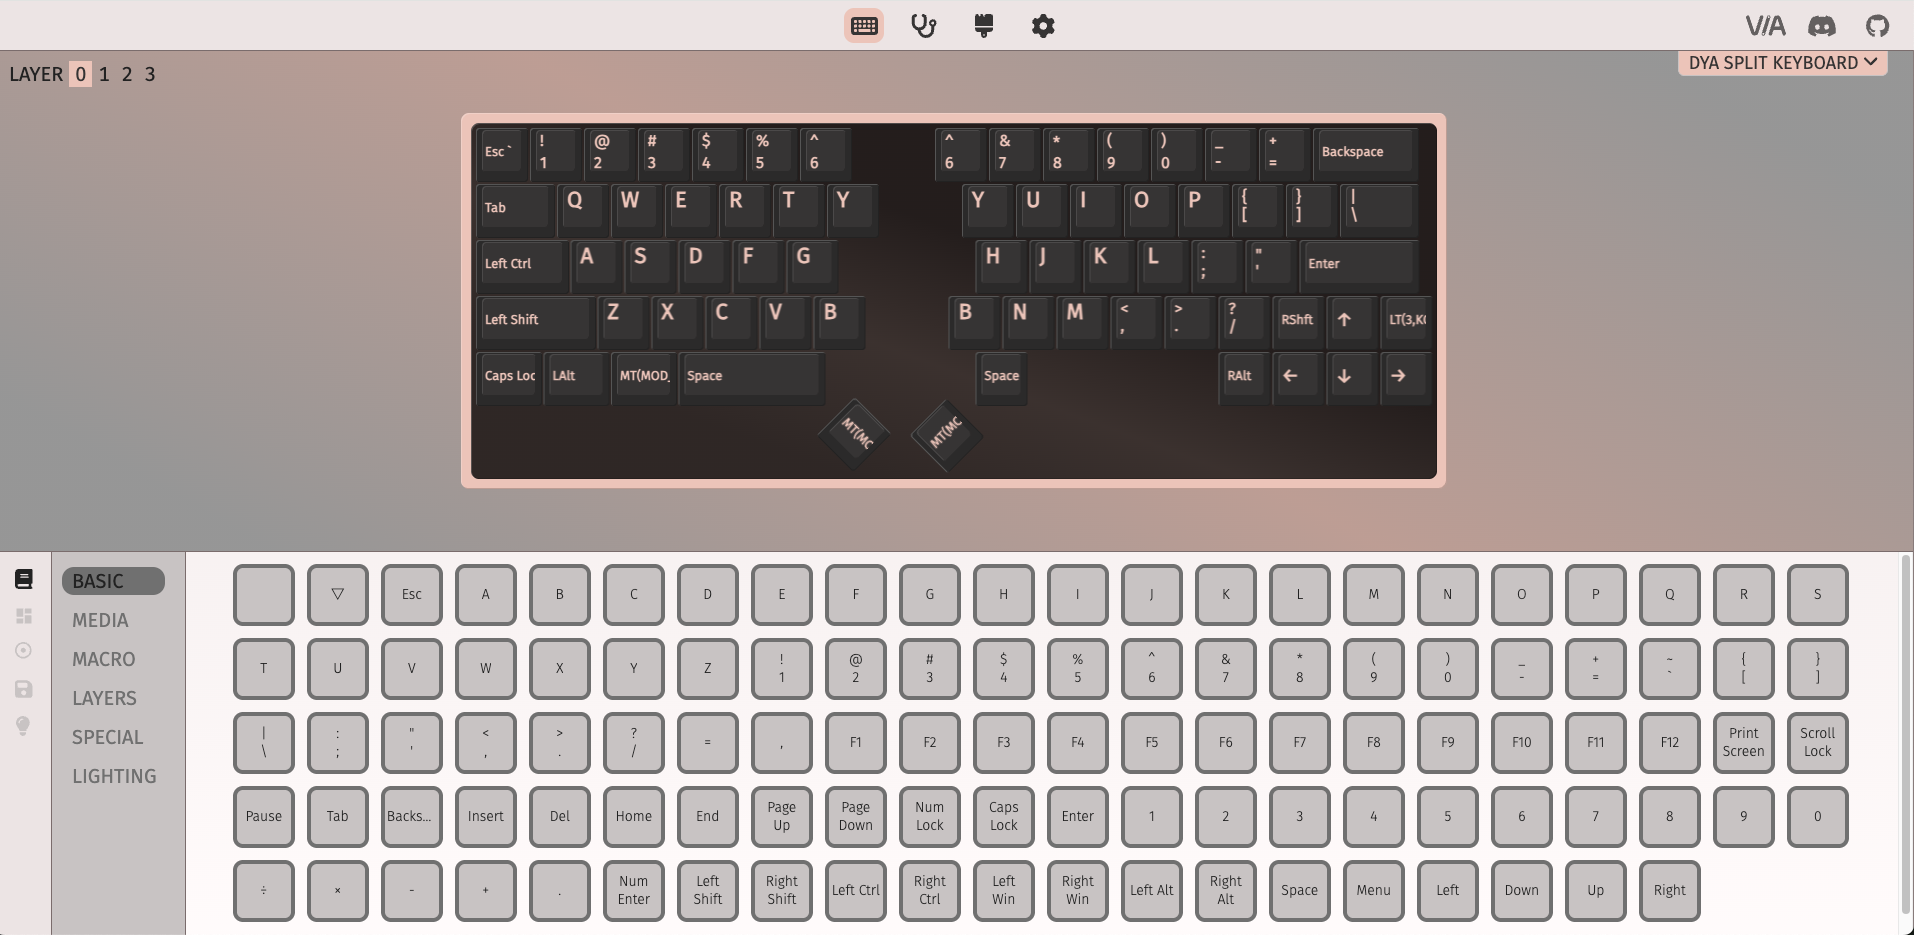 VIA
LAYER 0 1 2 3
DYA SPLIT KEYBOARD
Esc ` ! 1 @ 2 # 3 $ 4 % 5 ^ 6 ^ 6 & 7 * 8 ( 9 ) 0 _ - + = Backspace
Tab Q W E R T Y Y U I O P { [ } ] | \
Left Ctrl A S D F G H J K L : ; " ' Enter
Left Shift Z X C V B B N M < , > . ? / RShft ↑ LT(3,K
Caps Loc LAlt MT(MOD_ Space Space RAlt ← ↓ →
MT(MC MT(MC
BASIC
MEDIA
MACRO
LAYERS
SPECIAL
LIGHTING
▽ Esc A B C D E F G H I J K L M N O P Q R S
T U V W X Y Z ! 1 @ 2 # 3 $ 4 % 5 ^ 6 & 7 * 8 ( 9 ) 0 _ - + = ~ ` { [ } ]
| \ : ; " ' < , > . ? / = , F1 F2 F3 F4 F5 F6 F7 F8 F9 F10 F11 F12 Print Screen Scroll Lock
Pause Tab Backs... Insert Del Home End Page Up Page Down Num Lock Caps Lock Enter 1 2 3 4 5 6 7 8 9 0
÷ × - + . Num Enter Left Shift Right Shift Left Ctrl Right Ctrl Left Win Right Win Left Alt Right Alt Space Menu Left Down Up Right